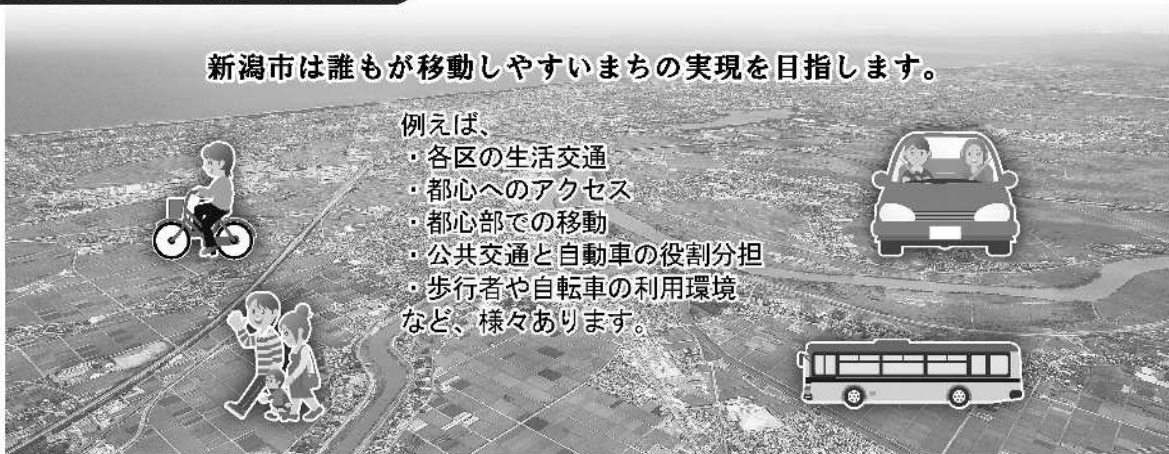 新潟市は誰もが移動しやすいまちの実現を目指します。
例えば、
・各区の生活交通
・都心へのアクセス
・都心部での移動
・公共交通と自動車の役割分担
・歩行者や自転車の利用環境
など、様々あります。